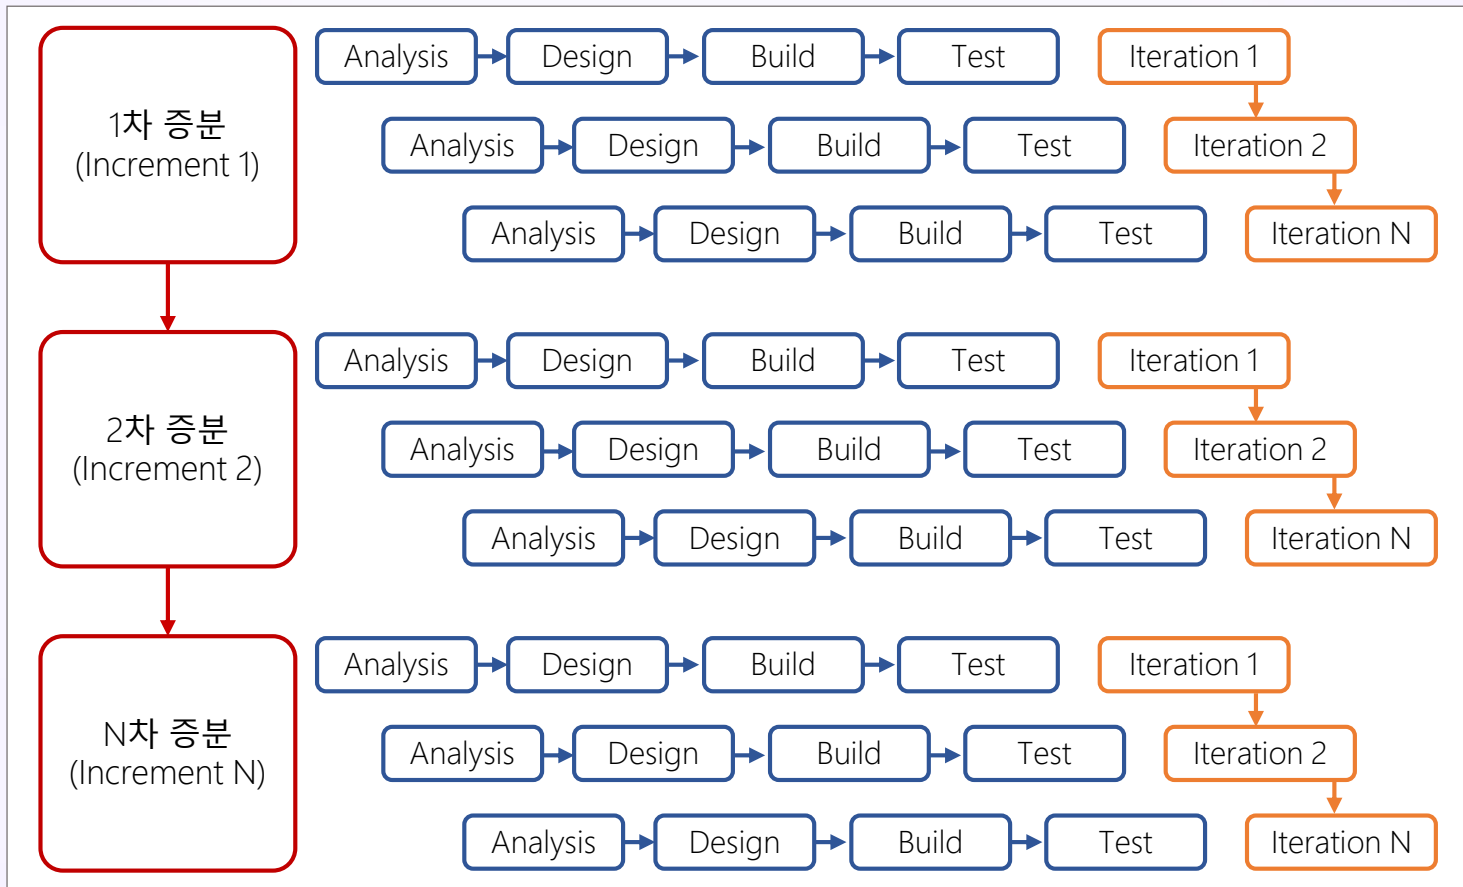 1차 증분
(Increment 1)
Analysis Design Build Test Iteration 1
Analysis Design Build Test Iteration 2
Analysis Design Build Test Iteration N
2차 증분
(Increment 2)
Analysis Design Build Test Iteration 1
Analysis Design Build Test Iteration 2
Analysis Design Build Test Iteration N
N차 증분
(Increment N)
Analysis Design Build Test Iteration 1
Analysis Design Build Test Iteration 2
Analysis Design Build Test Iteration N